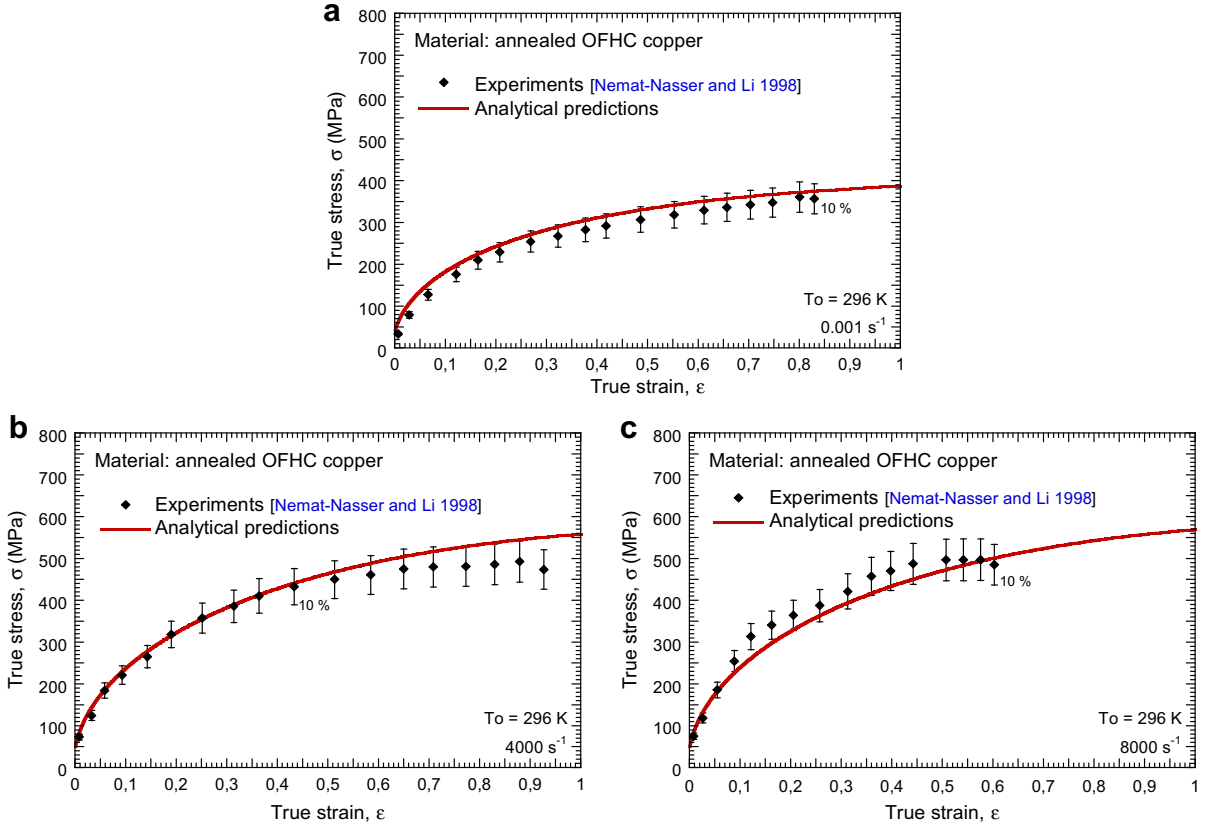 a
800
700
600
500
400
300
200
100
0
True stress, σ (MPa)
Material: annealed OFHC copper
Experiments [Nemat-Nasser and Li 1998]
Analytical predictions
10 %
To = 296 K
0.001 s⁻¹
0 0,1 0,2 0,3 0,4 0,5 0,6 0,7 0,8 0,9 1
True strain, ε
b
800
700
600
500
400
300
200
100
0
True stress, σ (MPa)
Material: annealed OFHC copper
Experiments [Nemat-Nasser and Li 1998]
Analytical predictions
10 %
To = 296 K
4000 s⁻¹
0 0,1 0,2 0,3 0,4 0,5 0,6 0,7 0,8 0,9 1
True strain, ε
c
800
700
600
500
400
300
200
100
0
True stress, σ (MPa)
Material: annealed OFHC copper
Experiments [Nemat-Nasser and Li 1998]
Analytical predictions
10 %
To = 296 K
8000 s⁻¹
0 0,1 0,2 0,3 0,4 0,5 0,6 0,7 0,8 0,9 1
True strain, ε